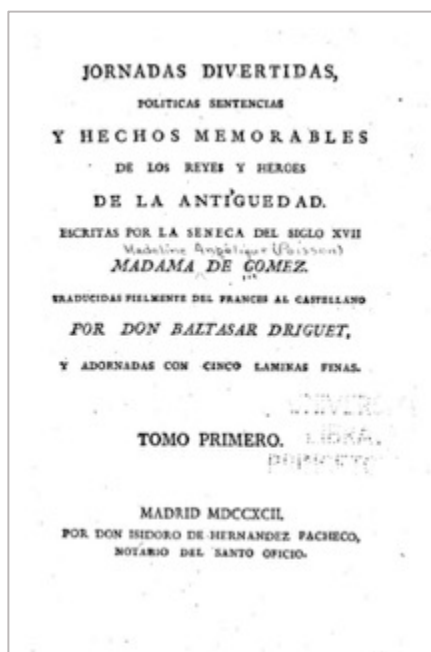 JORNADAS DIVERTIDAS,
POLITICAS SENTENCIAS
Y HECHOS MEMORABLES
DE LOS REYES Y HEROES
DE LA ANTIGUEDAD.
ESCRITAS POR LA SENECA DEL SIGLO XVII
Madeline Angélique (Poisson)
MADAMA DE GOMEZ.
TRADUCIDAS FIELMENTE DEL FRANCES AL CASTELLANO
POR DON BALTASAR DRIGUET,
Y ADORNADAS CON CINCO LAMINAS FINAS.
TOMO PRIMERO.
MADRID MDCCXCII.
POR DON ISIDORO DE HERNANDEZ PACHECO,
NOTARIO DEL SANTO OFICIO.